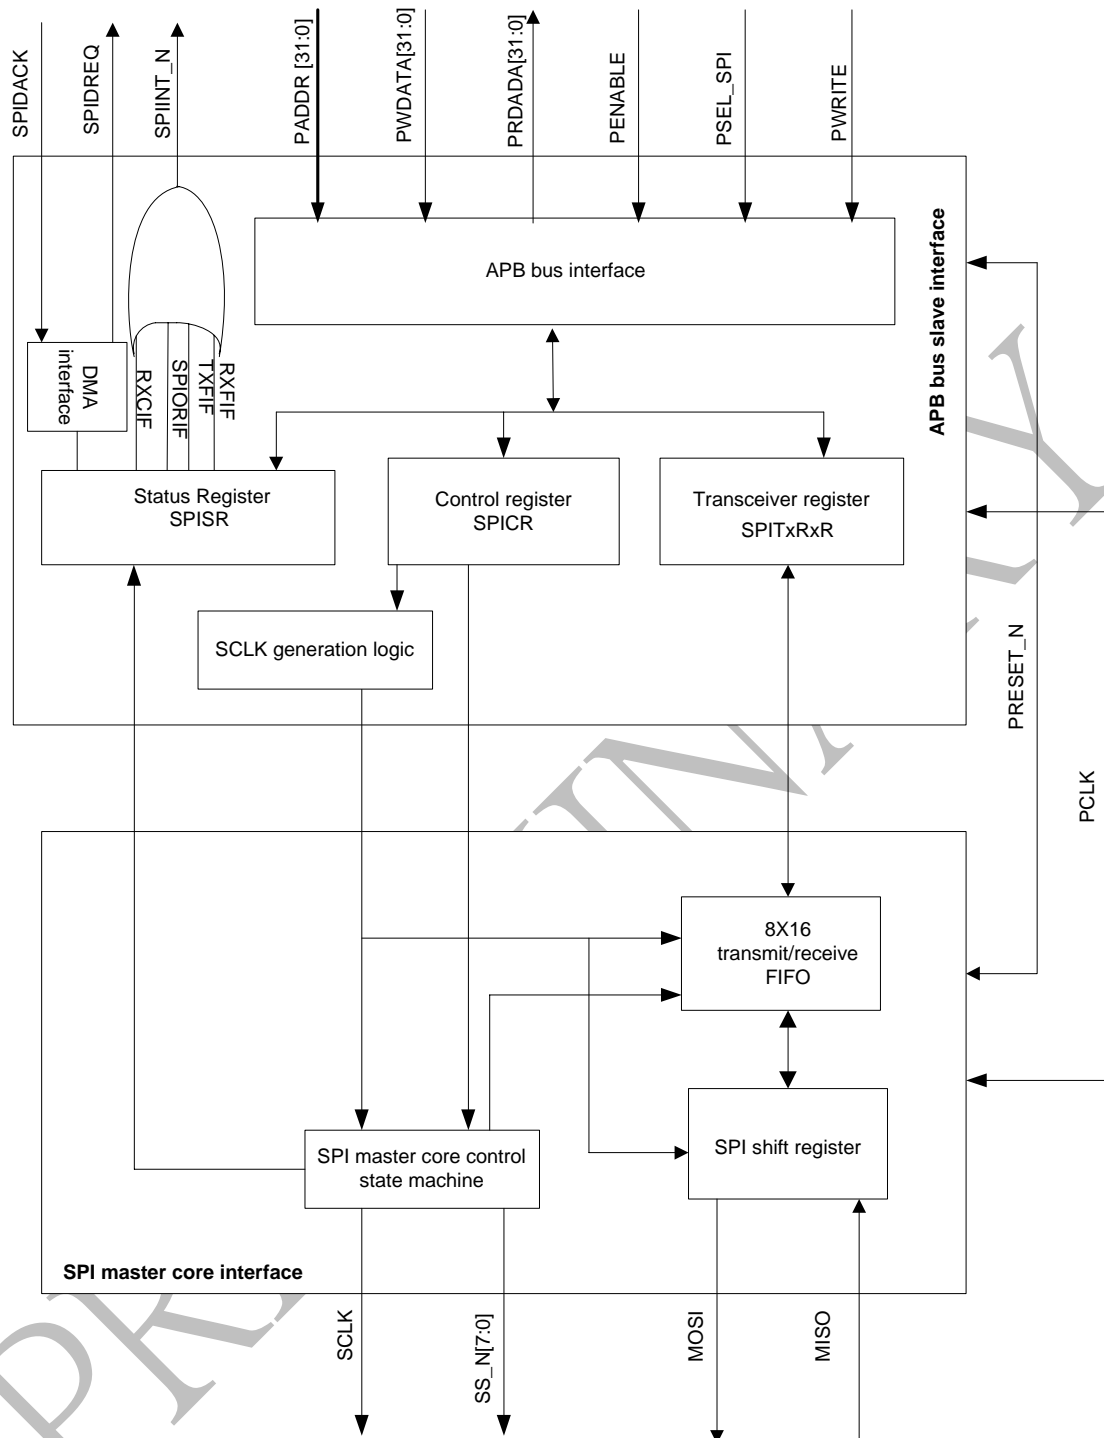 SPIDACK
SPIDREQ
SPIINT_N
PADDR [31:0]
PWDATA[31:0]
PRDADA[31:0]
PENABLE
PSEL_SPI
PWRITE
APB bus interface
APB bus slave interface
DMA
interface
RXCIF
SPIORIF
TXFIF
RXFIF
Status Register
SPISR
Control register
SPICR
Transceiver register
SPITxRxR
SCLK generation logic
PRESET_N
PCLK
8X16
transmit/receive
FIFO
SPI master core control
state machine
SPI shift register
SPI master core interface
SCLK
SS_N[7:0]
MOSI
MISO
PRELIMINARY